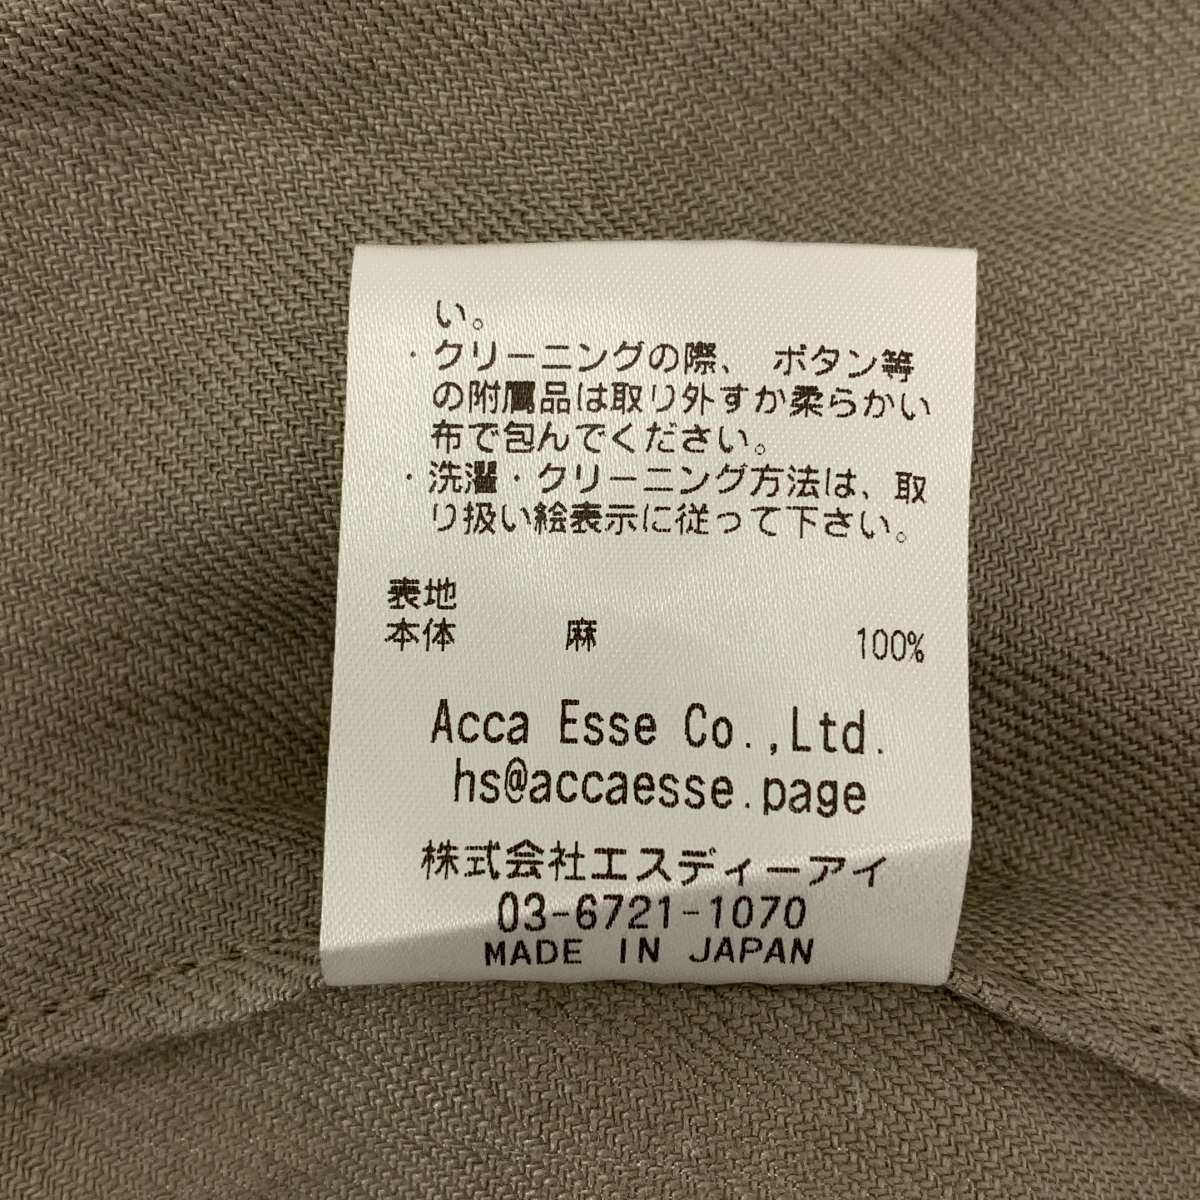 い。
・クリーニングの際、 ボタン等
の附属品は取り外すか柔らかい
布で包んでください。
・洗濯・クリーニング方法は、取
り扱い絵表示に従って下さい。
表地
本体 麻 100%
Acca Esse Co.,Ltd.
hs@accaesse.page
株式会社エスディーアイ
03-6721-1070
MADE IN JAPAN